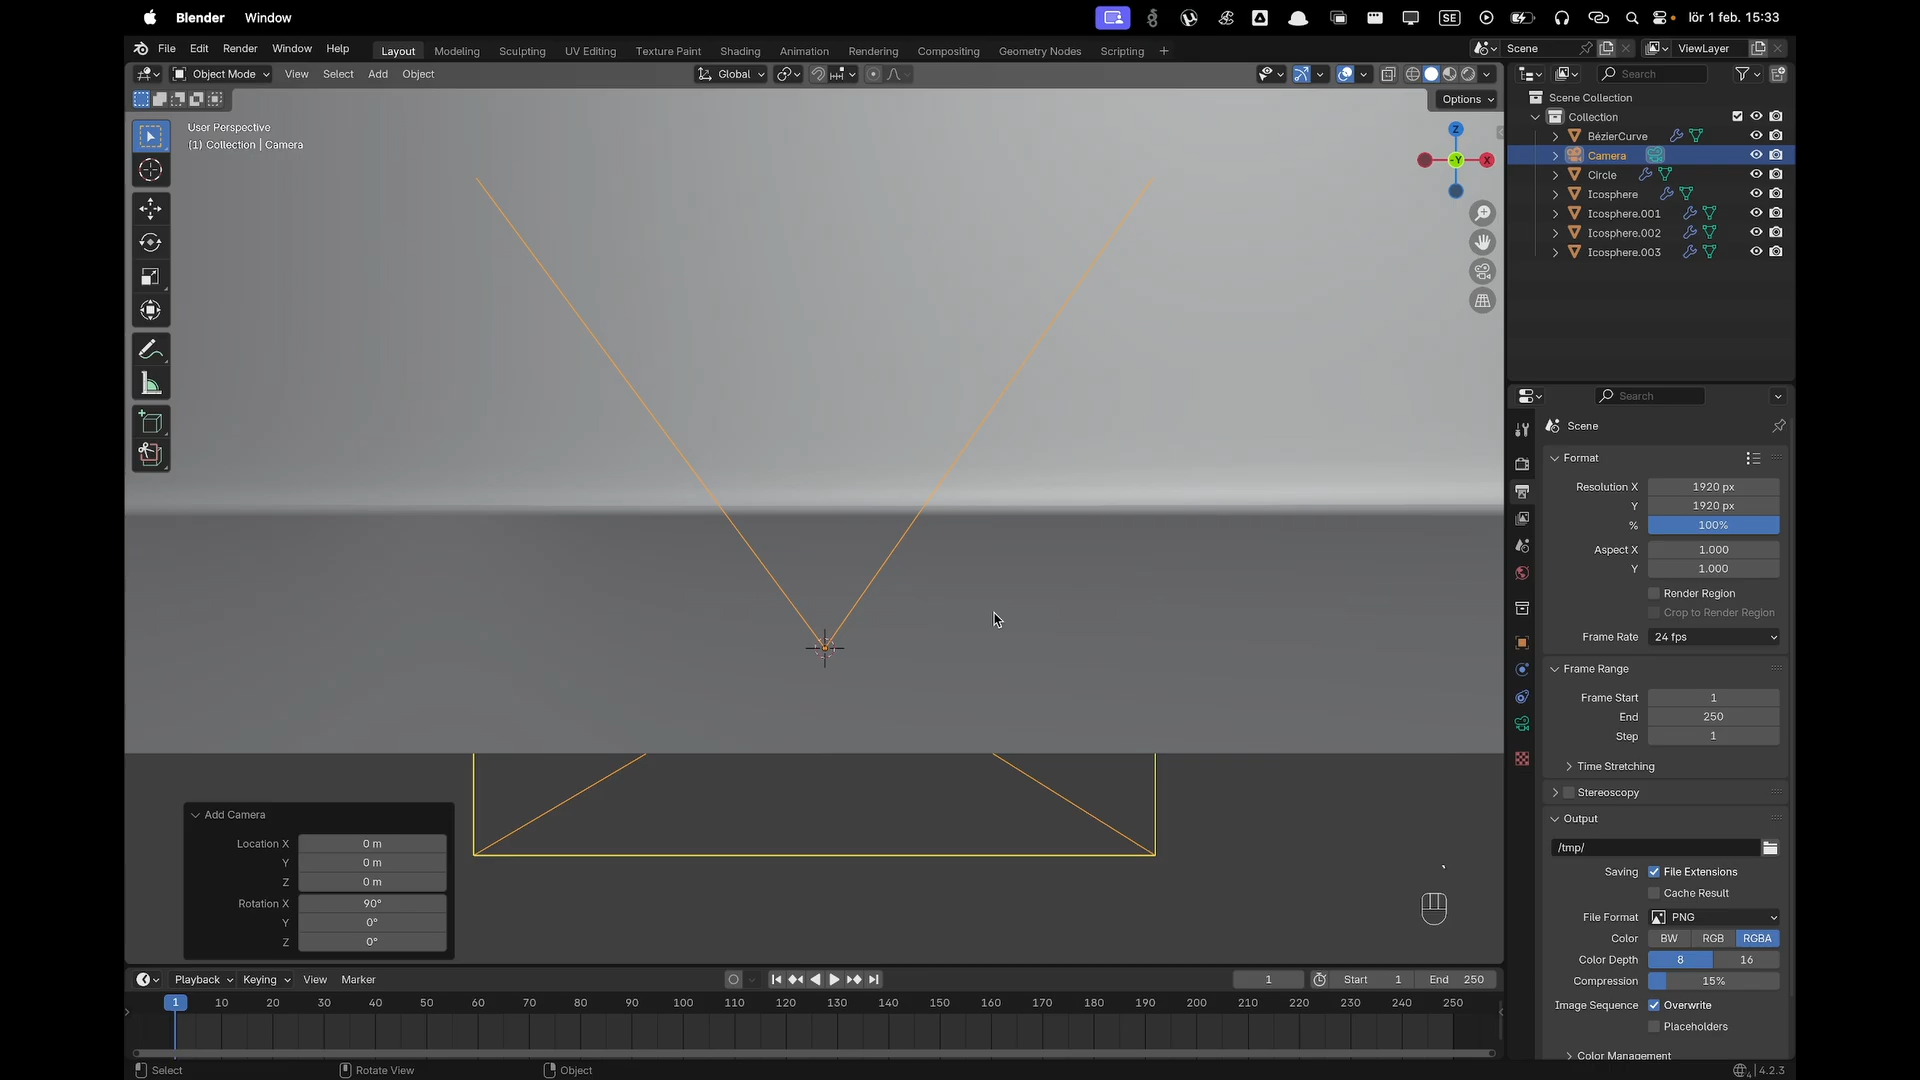 Blender Window
SE lör 1 feb. 15:33
File Edit Render Window Help Layout Modeling Sculpting UV Editing Texture Paint Shading Animation Rendering Compositing Geometry Nodes Scripting Scene ViewLayer
Object Mode View Select Add Object Global Search
Options
User Perspective
(1) Collection | Camera
Z
-Y X
Scene Collection
Collection
BézierCurve
Camera
Circle
Icosphere
Icosphere.001
Icosphere.002
Icosphere.003
Search
Scene
Format
Resolution X 1920 px
Y 1920 px
% 100%
Aspect X 1.000
Y 1.000
Render Region
Crop to Render Region
Frame Rate 24 fps
Frame Range
Frame Start 1
End 250
Step 1
Time Stretching
Stereoscopy
Output
/tmp/
Saving File Extensions
Cache Result
File Format PNG
Color BW RGB RGBA
Color Depth 8 16
Compression 15%
Image Sequence Overwrite
Placeholders
Color Management
Add Camera
Location X 0 m
Y 0 m
Z 0 m
Rotation X 90°
Y 0°
Z 0°
Playback Keying View Marker 1 Start 1 End 250
1 10 20 30 40 50 60 70 80 90 100 110 120 130 140 150 160 170 180 190 200 210 220 230 240 250
Select Rotate View Object 4.2.3